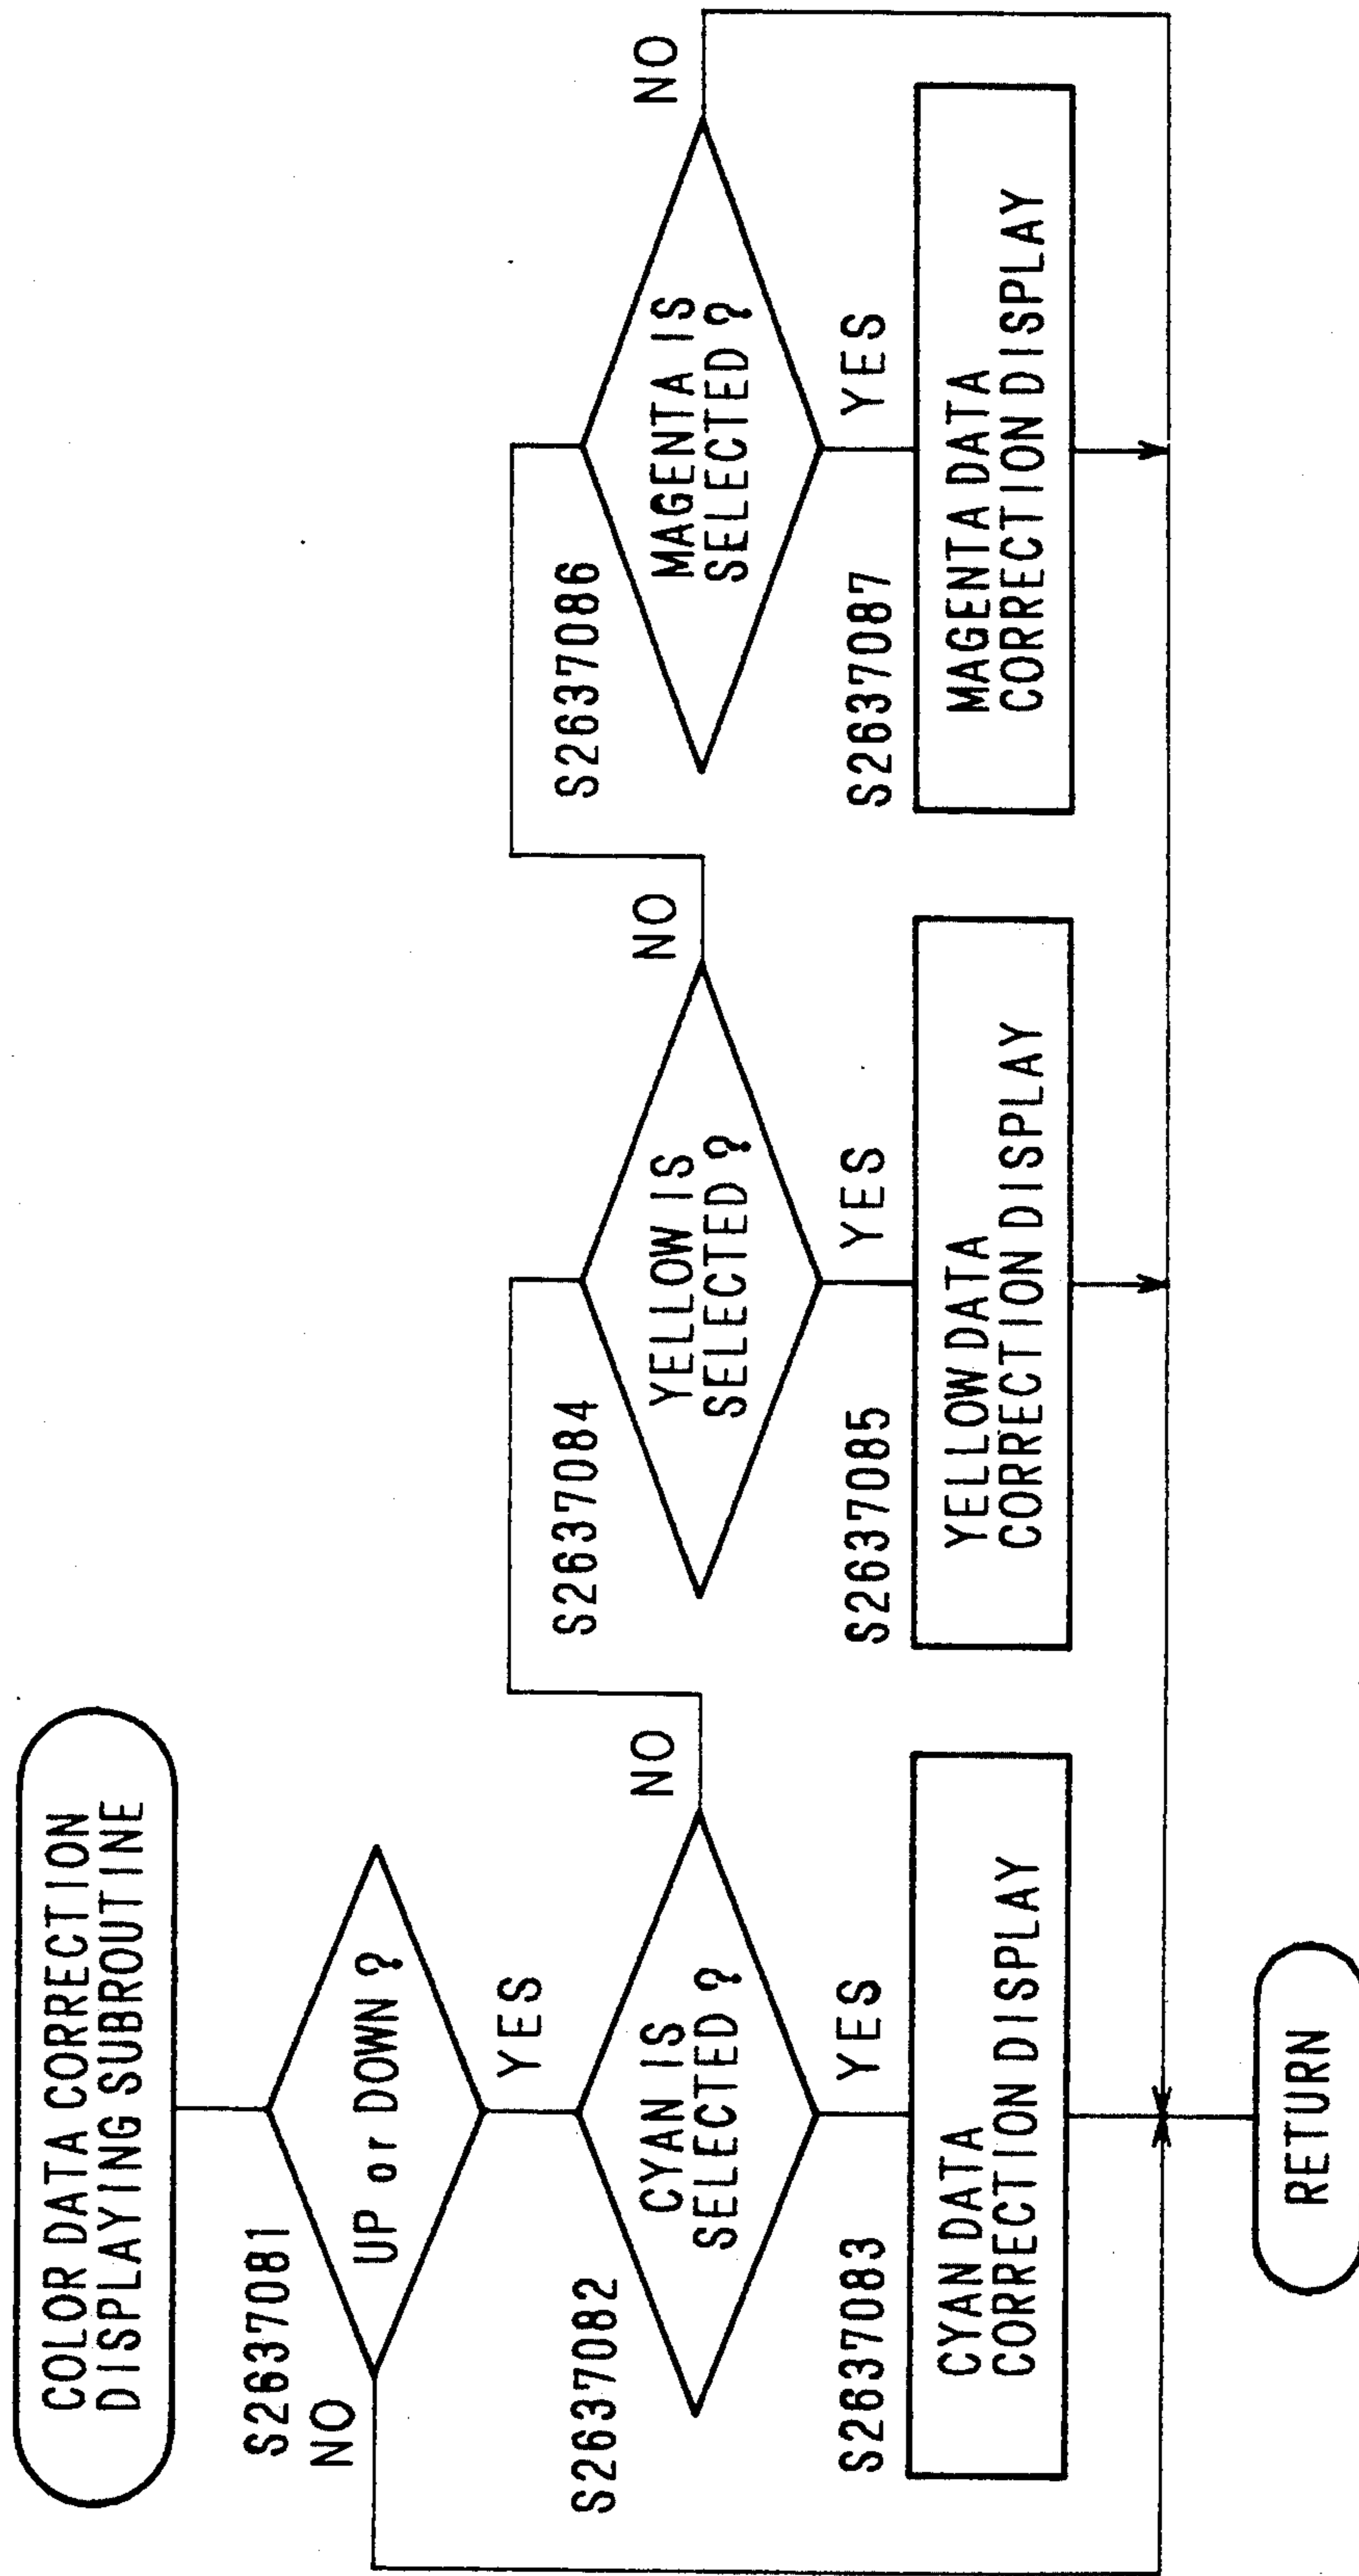 COLOR DATA CORRECTION
DISPLAYING SUBROUTINE
S2637081
UP or DOWN ?
NO
YES
S2637082
CYAN IS
SELECTED ?
NO
YES
S2637083
CYAN DATA
CORRECTION DISPLAY
S2637084
YELLOW IS
SELECTED ?
NO
YES
S2637085
YELLOW DATA
CORRECTION DISPLAY
S2637086
MAGENTA IS
SELECTED ?
NO
YES
S2637087
MAGENTA DATA
CORRECTION DISPLAY
RETURN